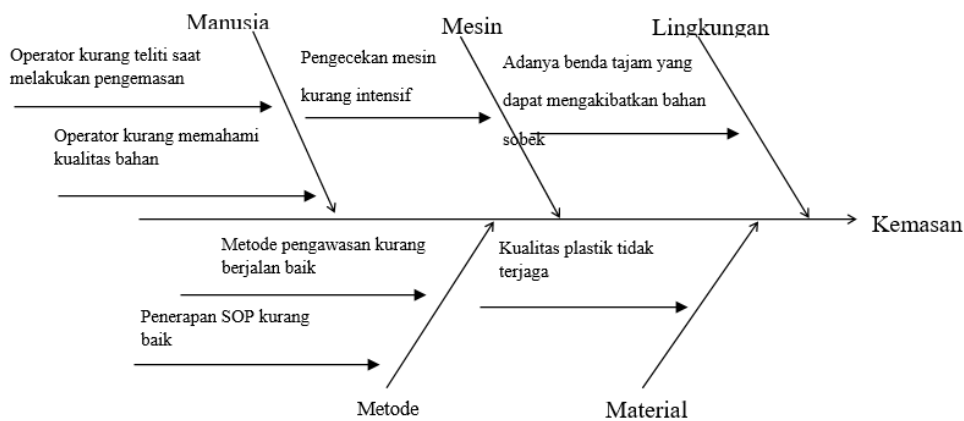 Manusia
Mesin
Lingkungan
Operator kurang teliti saat
melakukan pengemasan
Pengecekan mesin
kurang intensif
Adanya benda tajam yang
dapat mengakibatkan bahan
sobek
Operator kurang memahami
kualitas bahan
Kemasan
Metode pengawasan kurang
berjalan baik
Kualitas plastik tidak
terjaga
Penerapan SOP kurang
baik
Metode
Material